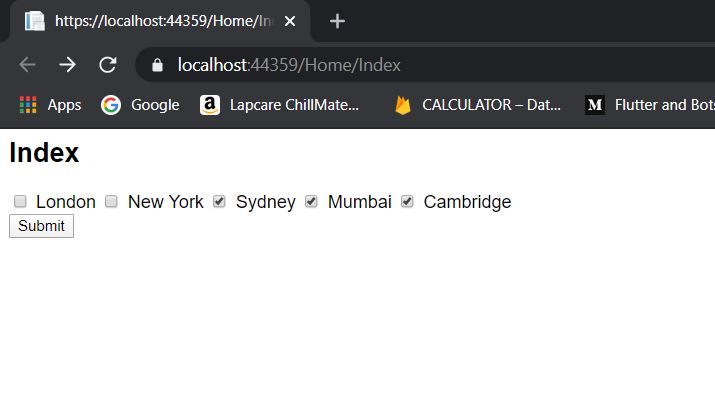 https://localhost:44359/Home/In
localhost:44359/Home/Index
Apps Google Lapcare ChillMate... CALCULATOR – Dat... M Flutter and Bots
Index
London New York Sydney Mumbai Cambridge
Submit